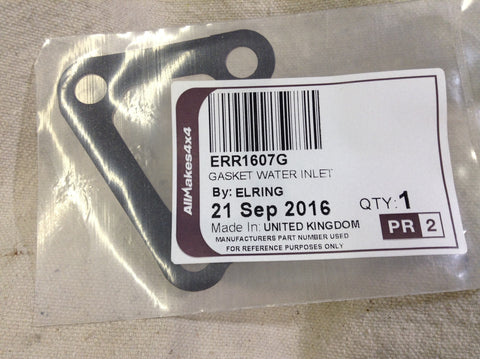 AllMakes4x4
ERR1607G
GASKET WATER INLET
By: ELRING
21 Sep 2016
QTY: 1
Made In: UNITED KINGDOM
PR 2
MANUFACTURERS PART NUMBER USED
FOR REFERENCE PURPOSES ONLY